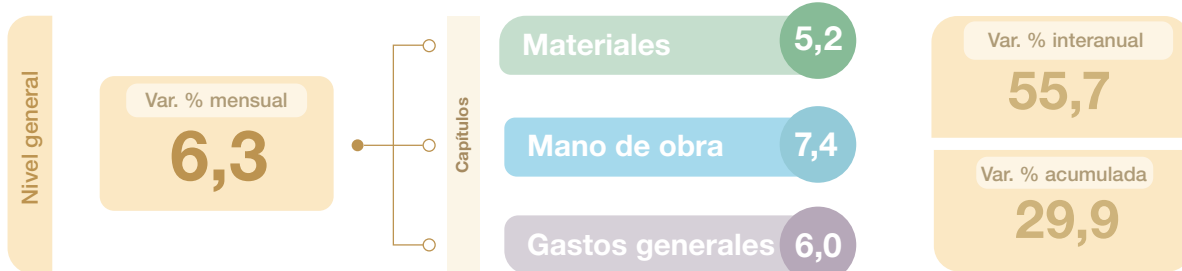 Nivel general
Var. % mensual
6,3
Capítulos
Materiales 5,2
Mano de obra 7,4
Gastos generales 6,0
Var. % interanual
55,7
Var. % acumulada
29,9